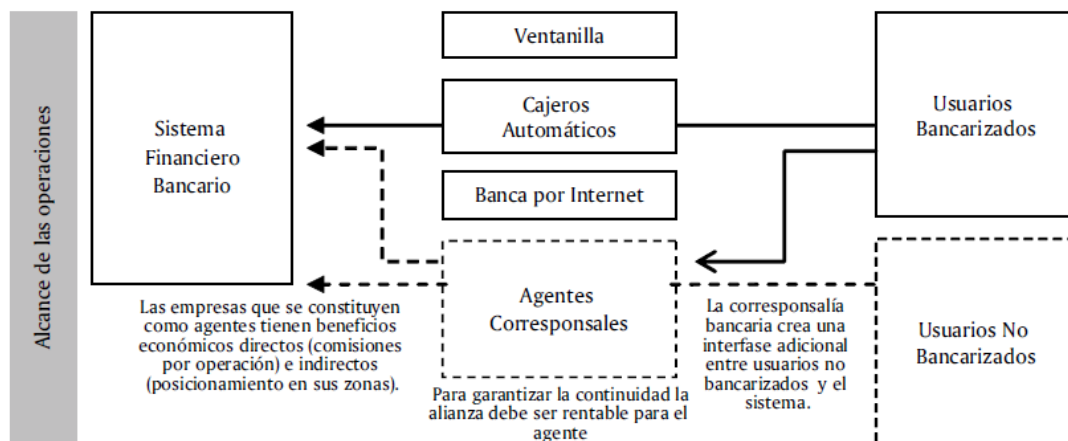 Alcance de las operaciones
Sistema
Financiero
Bancario
Ventanilla
Cajeros
Automáticos
Banca por Internet
Agentes
Corresponsales
Usuarios
Bancarizados
Usuarios No
Bancarizados
Las empresas que se constituyen
como agentes tienen beneficios
económicos directos (comisiones
por operación) e indirectos
(posicionamiento en sus zonas).
Para garantizar la continuidad la
alianza debe ser rentable para el
agente
La corresponsalía
bancaria crea una
interfase adicional
entre usuarios no
bancarizados y el
sistema.